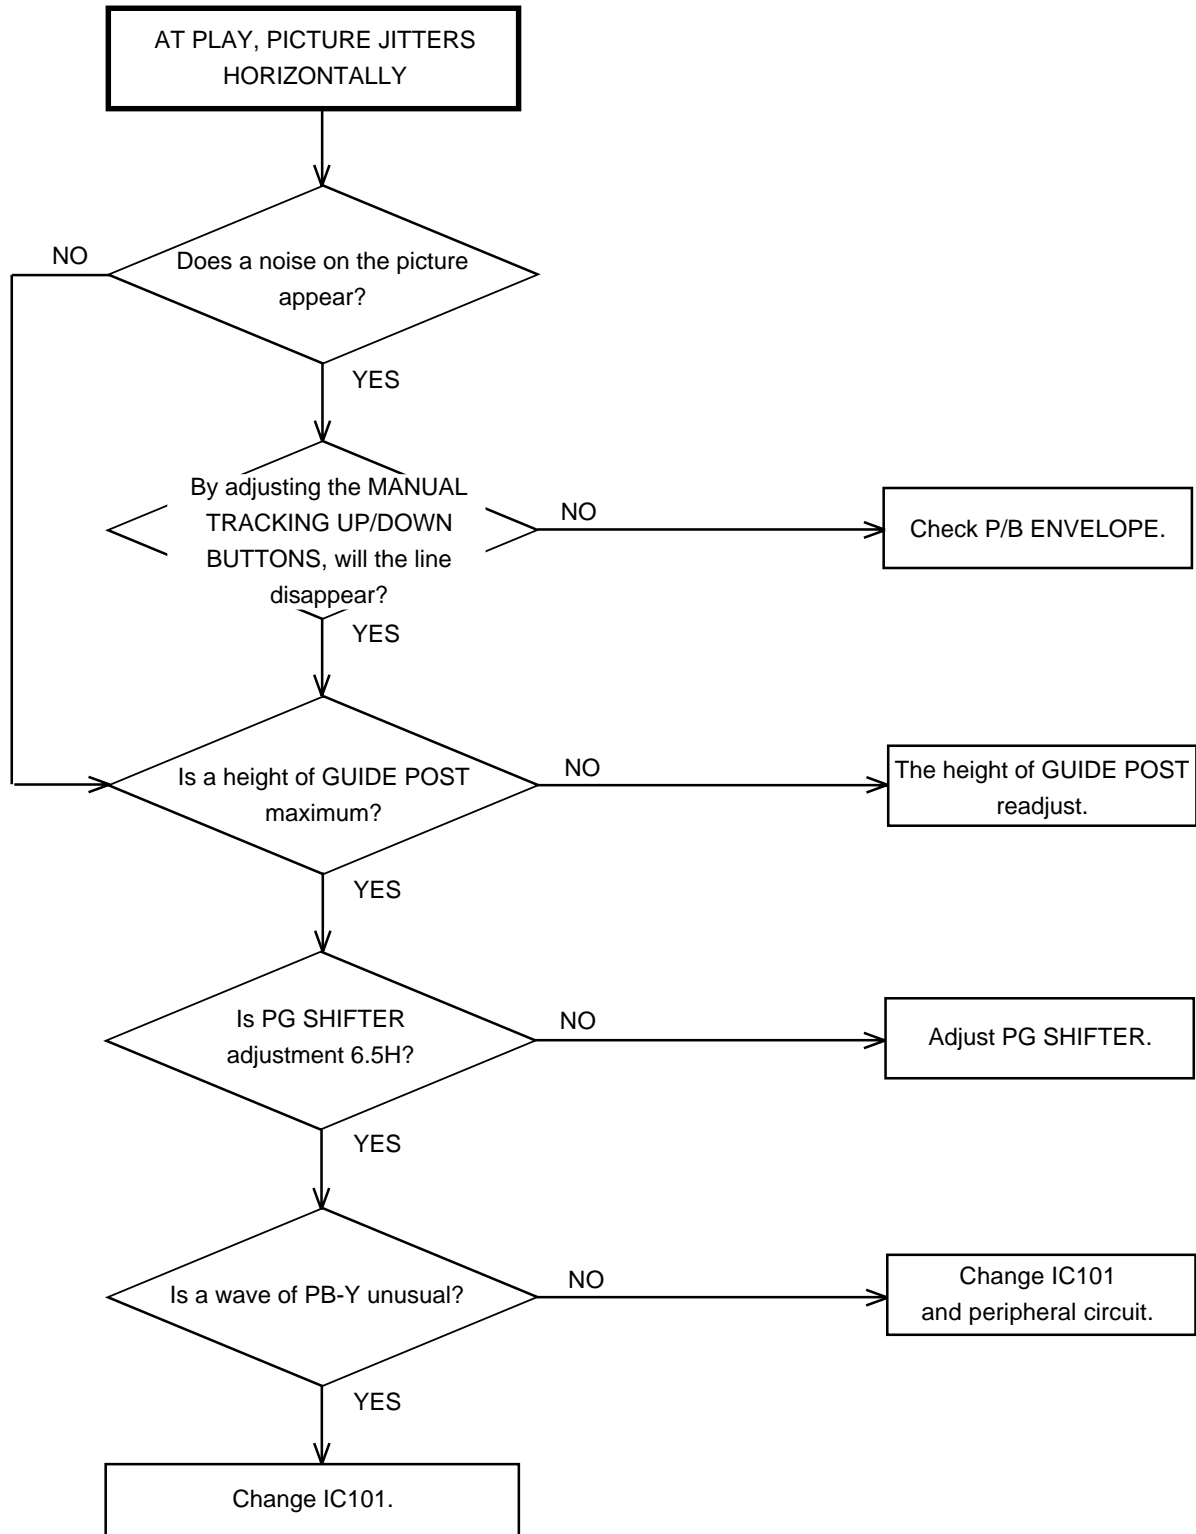 AT PLAY, PICTURE JITTERS
HORIZONTALLY
NO
Does a noise on the picture
appear?
YES
By adjusting the MANUAL
TRACKING UP/DOWN
BUTTONS, will the line
disappear?
NO
Check P/B ENVELOPE.
YES
Is a height of GUIDE POST
maximum?
NO
The height of GUIDE POST
readjust.
YES
Is PG SHIFTER
adjustment 6.5H?
NO
Adjust PG SHIFTER.
YES
Is a wave of PB-Y unusual?
NO
Change IC101
and peripheral circuit.
YES
Change IC101.